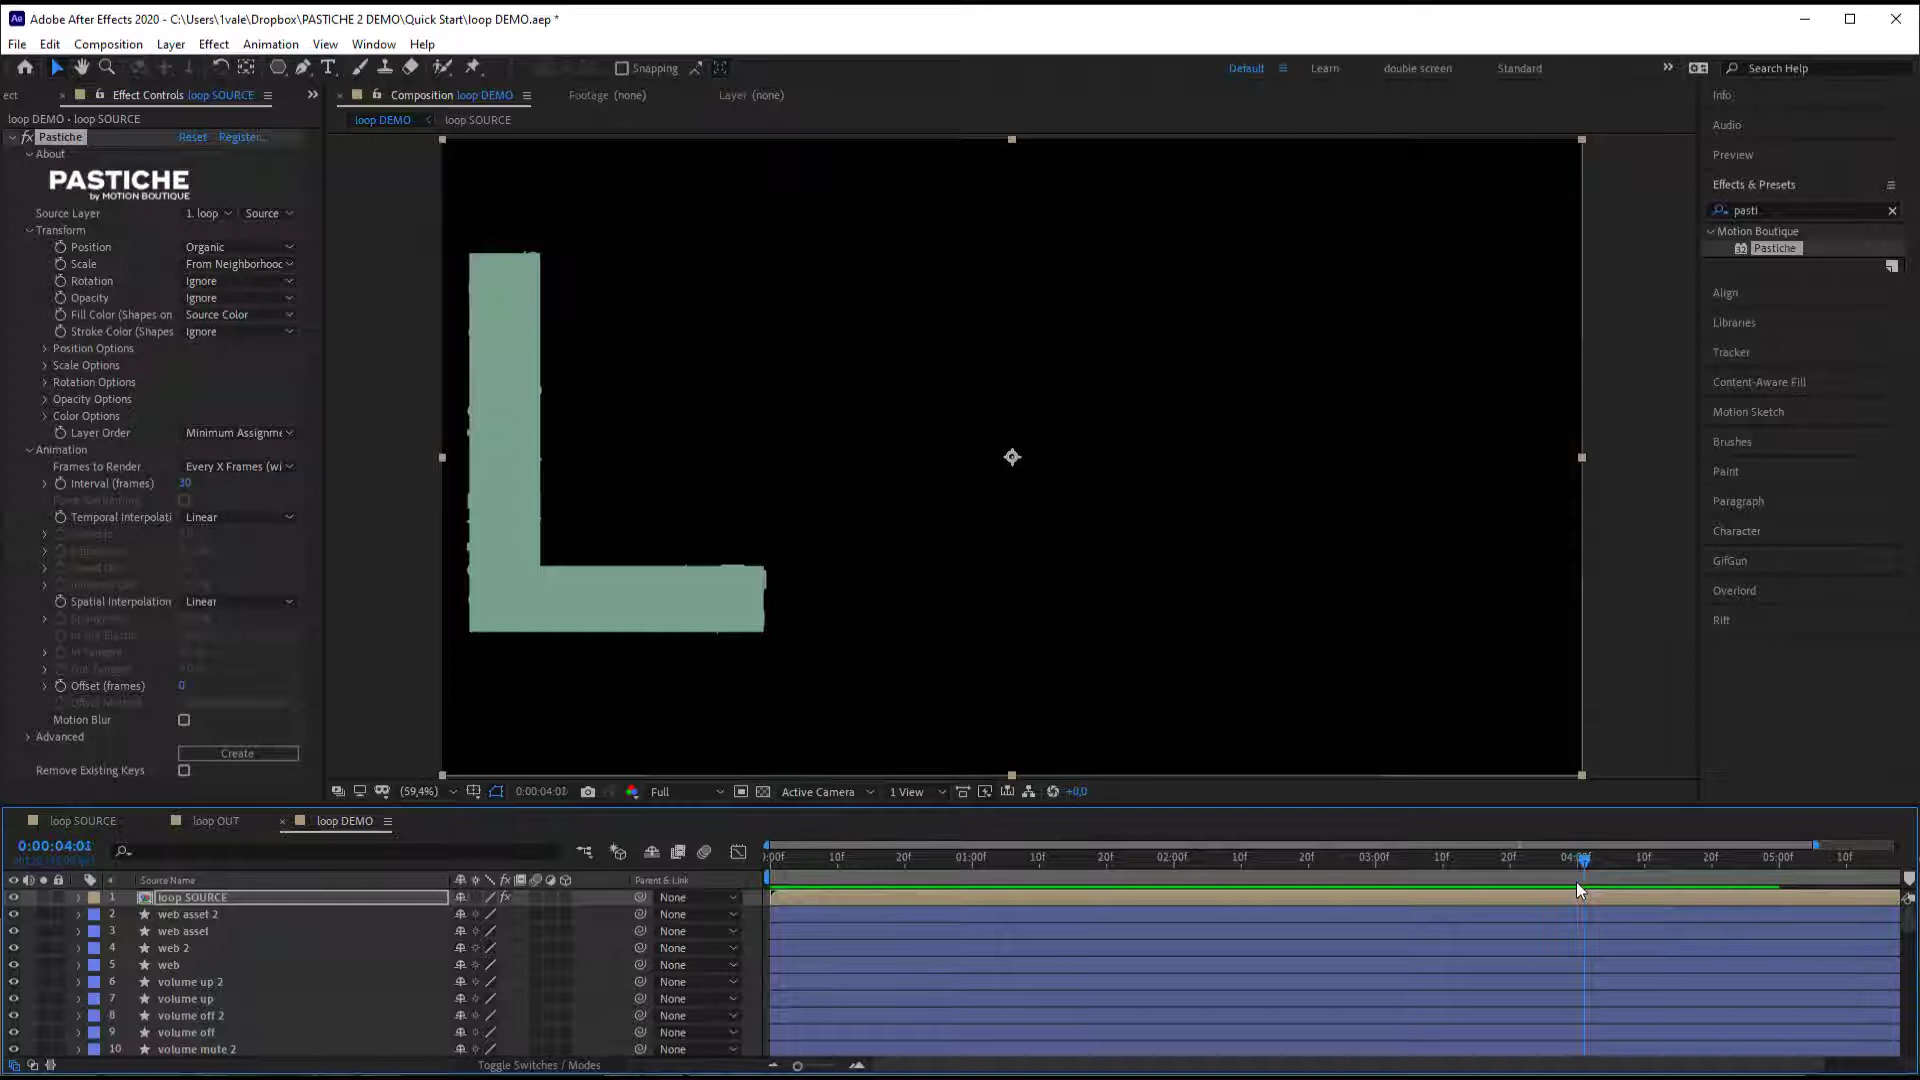 Adobe After Effects 2020 - C:\Users\1vale\Dropbox\PASTICHE 2 DEMO\Quick Start\loop DEMO.aep *
File Edit Composition Layer Effect Animation View Window Help
Snapping Default Learn double screen Standard Search Help
ect Effect Controls loop SOURCE Composition loop DEMO Footage (none) Layer (none)
loop DEMO • loop SOURCE
loop DEMO loop SOURCE
fx Pastiche Reset Register...
About
PASTICHE
by MOTION BOUTIQUE
Source Layer 1. loop Source
Transform
Position Organic
Scale From Neighborhood
Rotation Ignore
Opacity Ignore
Fill Color (Shapes on Source Color
Stroke Color (Shapes Ignore
Position Options
Scale Options
Rotation Options
Opacity Options
Color Options
Layer Order Minimum Assignme
Animation
Frames to Render Every X Frames (wi
Interval (frames) 30
Temporal Interpolati Linear
Spatial Interpolation Linear
Offset (frames) 0
Motion Blur
Advanced
Create
Remove Existing Keys
L
(59,4%) 0:00:04:01 Full Active Camera 1 View +0,0
Info
Audio
Preview
Effects & Presets
pasti
Motion Boutique
32 Pastiche
Align
Libraries
Tracker
Content-Aware Fill
Motion Sketch
Brushes
Paint
Paragraph
Character
GifGun
Overlord
Rift
loop SOURCE loop OUT loop DEMO
0:00:04:01
:00f 10f 20f 01:00f 10f 20f 02:00f 10f 20f 03:00f 10f 20f 10f 20f 05:00f 10f
# Source Name Parent & Link
1 loop SOURCE fx None
2 web asset 2 None
3 web asset None
4 web 2 None
5 web None
6 volume up 2 None
7 volume up None
8 volume off 2 None
9 volume off None
10 volume mute 2 None
Toggle Switches / Modes